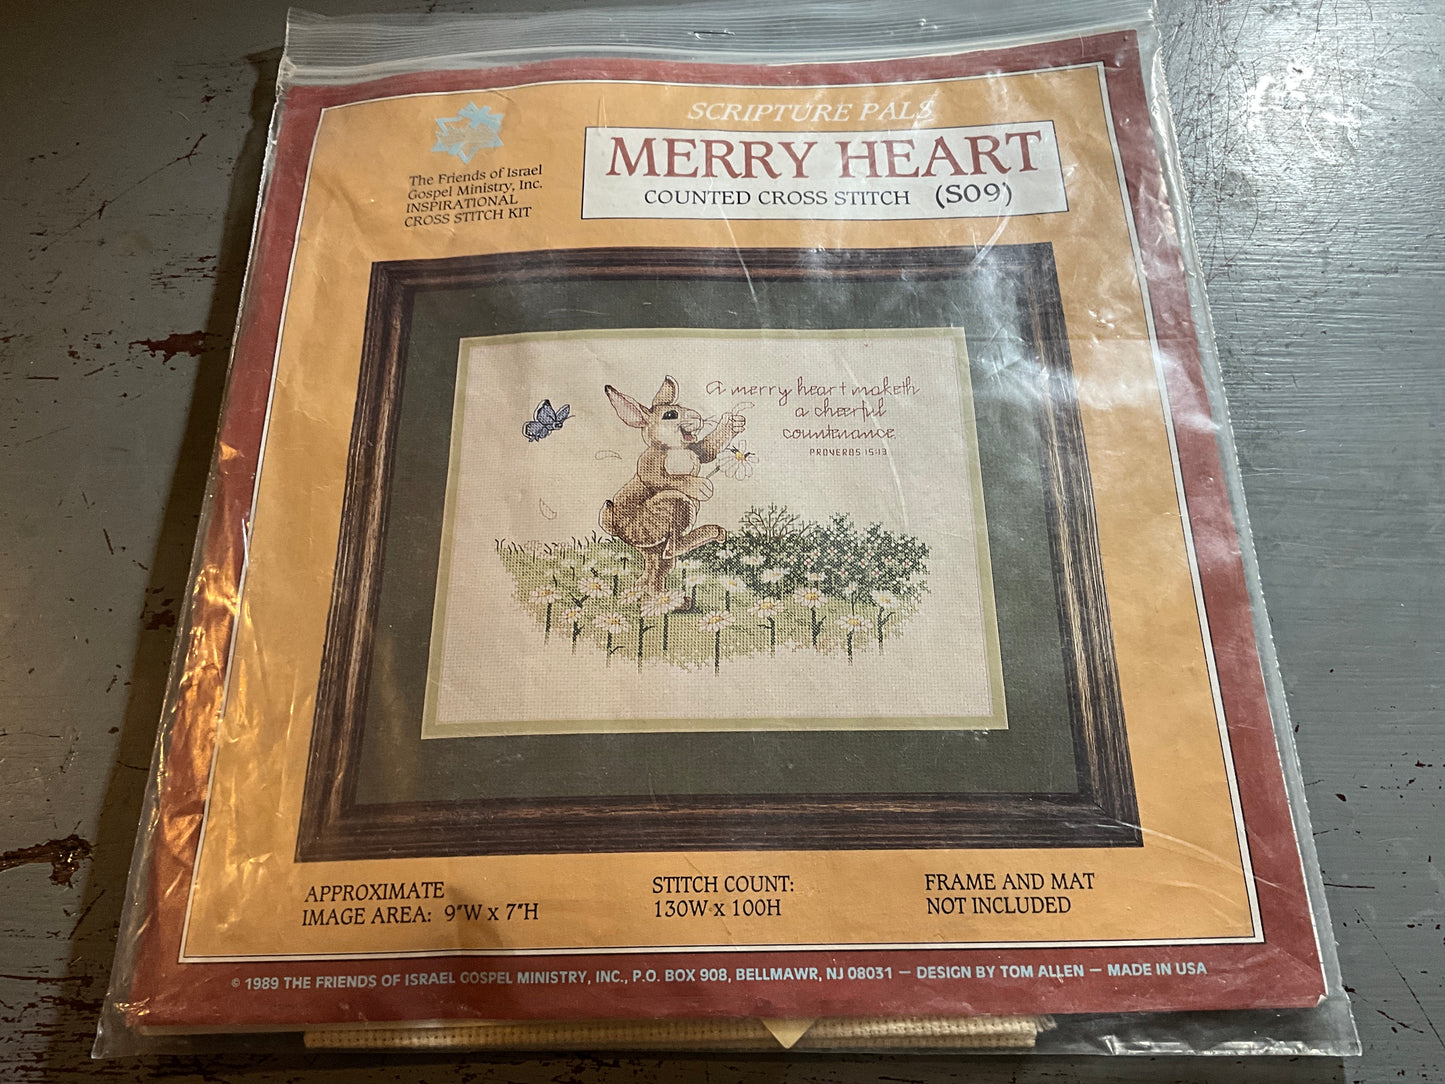 SCRIPTURE PALS
MERRY HEART
COUNTED CROSS STITCH (S09)
The Friends of Israel
Gospel Ministry, Inc.
INSPIRATIONAL
CROSS STITCH KIT
A merry heart maketh
a cheerful
countenance.
PROVERBS 15:13
APPROXIMATE
IMAGE AREA: 9"W x 7"H
STITCH COUNT:
130W x 100H
FRAME AND MAT
NOT INCLUDED
© 1989 THE FRIENDS OF ISRAEL GOSPEL MINISTRY, INC., P.O. BOX 908, BELLMAWR, NJ 08031 — DESIGN BY TOM ALLEN — MADE IN USA